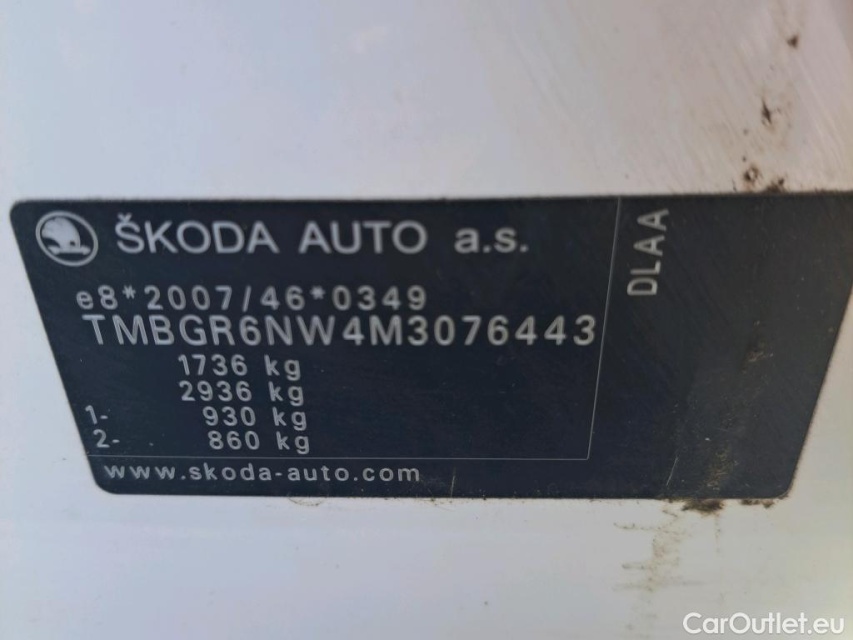 ŠKODA AUTO a.s.
e8*2007/46*0349
TMBGR6NW4M3076443
1736 kg
2936 kg
1- 930 kg
2- 860 kg
www.skoda-auto.com
DLAA
CarOutlet.eu